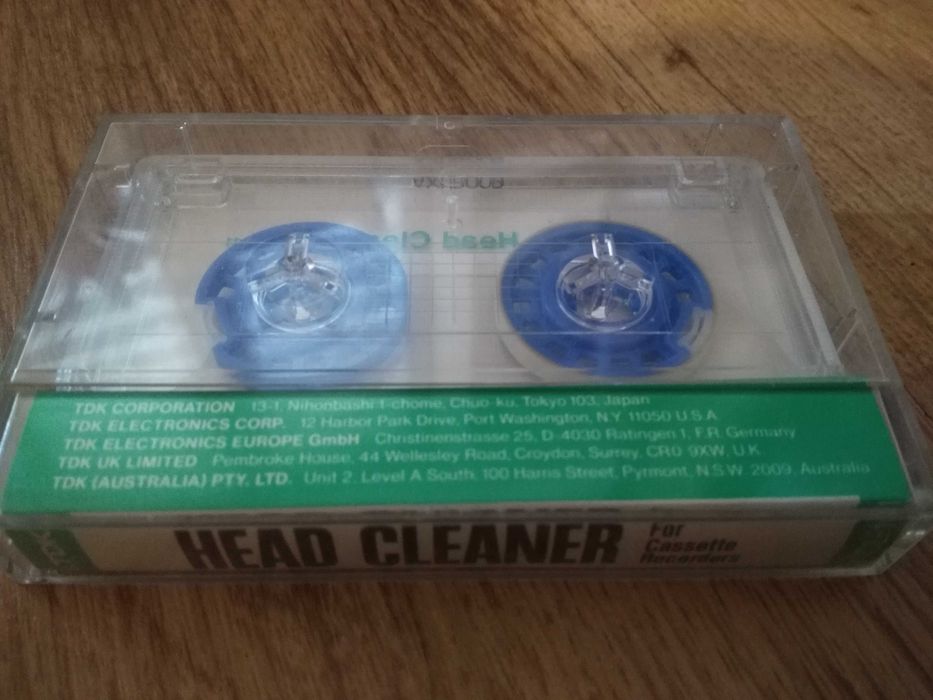 Head Cle
TDK CORPORATION 13-1, Nihonbashi 1-chome, Chuo-ku, Tokyo 103, Japan
TDK ELECTRONICS CORP. 12 Harbor Park Drive, Port Washington, N.Y. 11050 U.S.A.
TDK ELECTRONICS EUROPE GmbH Christinenstrasse 25, D-4030 Ratingen 1, F.R. Germany
TDK UK LIMITED Pembroke House, 44 Wellesley Road, Croydon, Surrey. CR0 9XW, U.K.
TDK (AUSTRALIA) PTY. LTD. Unit 2, Level A South, 100 Harris Street, Pyrmont, N.S.W. 2009, Australia
HEAD CLEANER
For
Cassette
Recorders